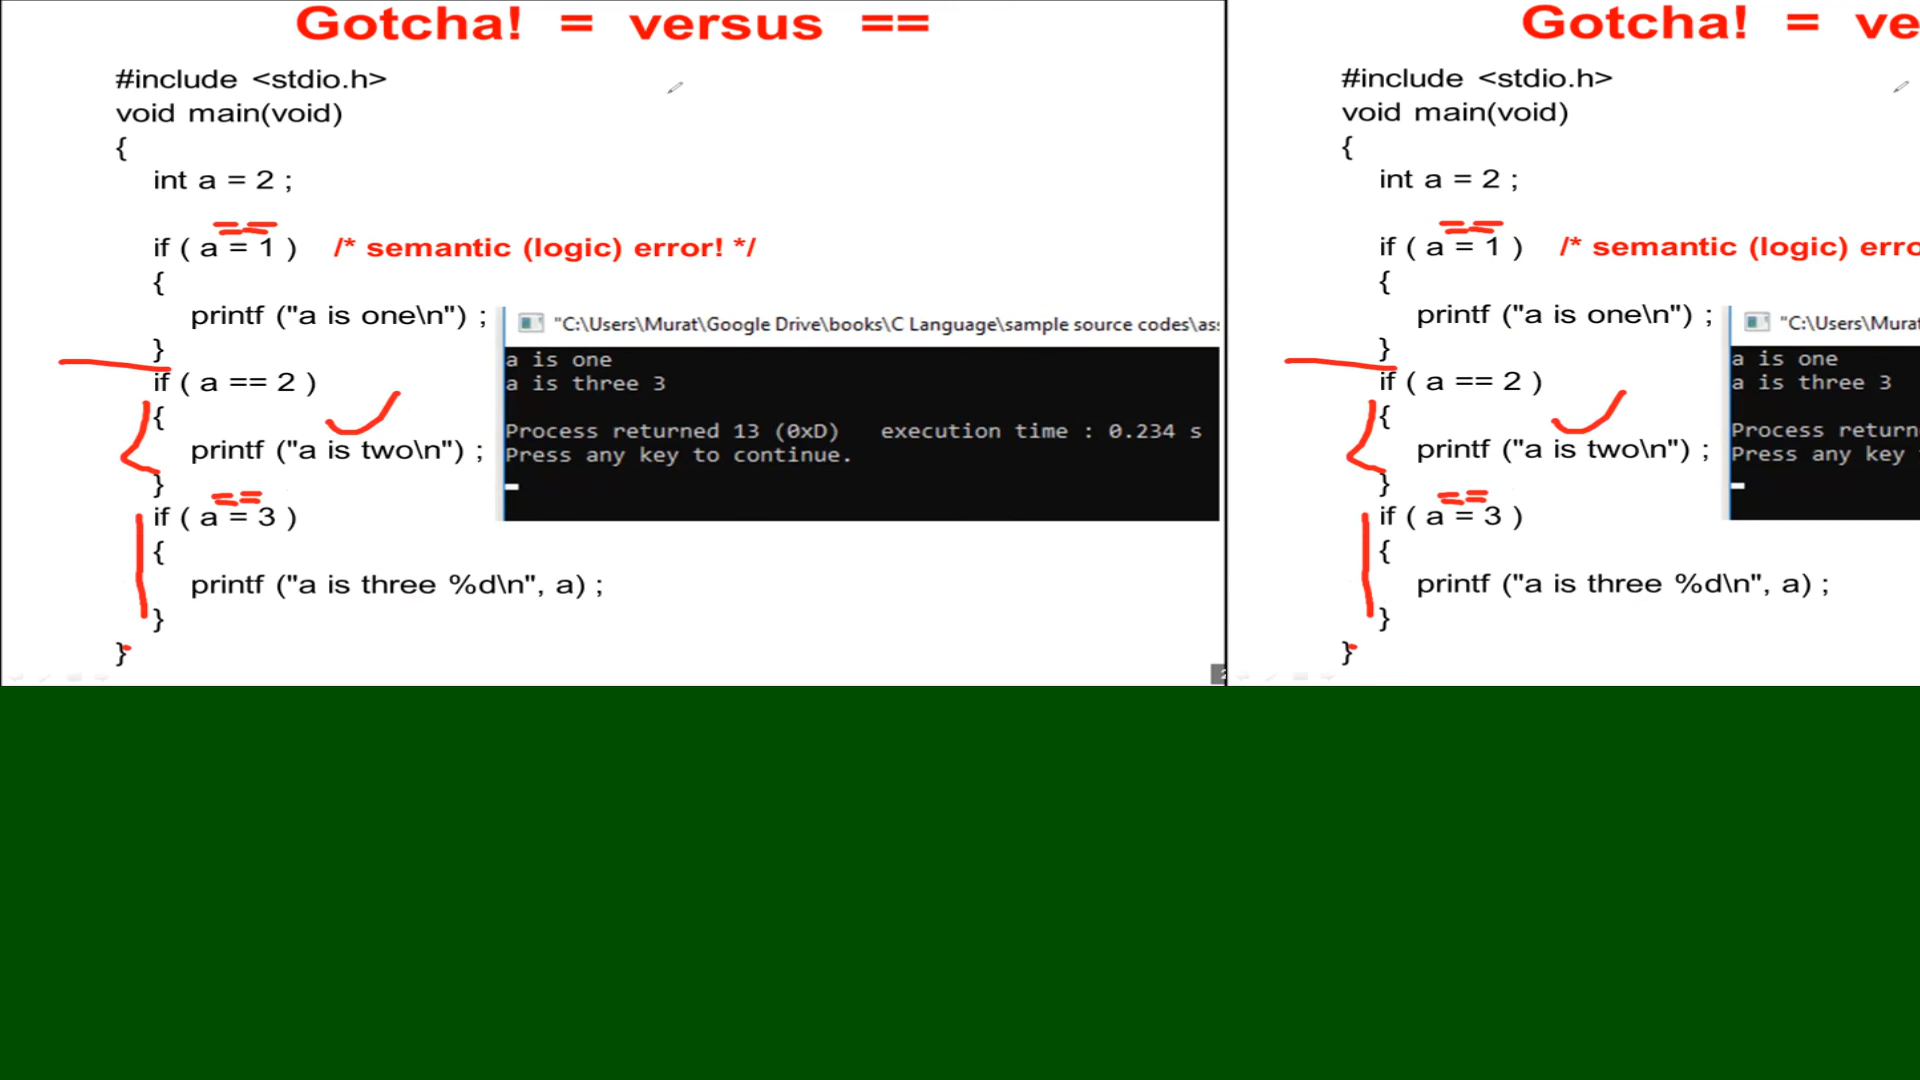 Gotcha! = versus ==
#include <stdio.h>
void main(void)
{
int a = 2 ;
==
if ( a = 1 ) /* semantic (logic) error! */
{
printf ("a is one\n") ;
}
if ( a == 2 )
{
printf ("a is two\n") ;
}
==
if ( a = 3 )
{
printf ("a is three %d\n", a) ;
}
}
"C:\Users\Murat\Google Drive\books\C Language\sample source codes\as
a is one
a is three 3
Process returned 13 (0xD) execution time : 0.234 s
Press any key to continue.
2
Gotcha! = ve
#include <stdio.h>
void main(void)
{
int a = 2 ;
==
if ( a = 1 ) /* semantic (logic) erro
{
printf ("a is one\n") ;
}
if ( a == 2 )
{
printf ("a is two\n") ;
}
==
if ( a = 3 )
{
printf ("a is three %d\n", a) ;
}
}
"C:\Users\Murat
a is one
a is three 3
Process return
Press any key